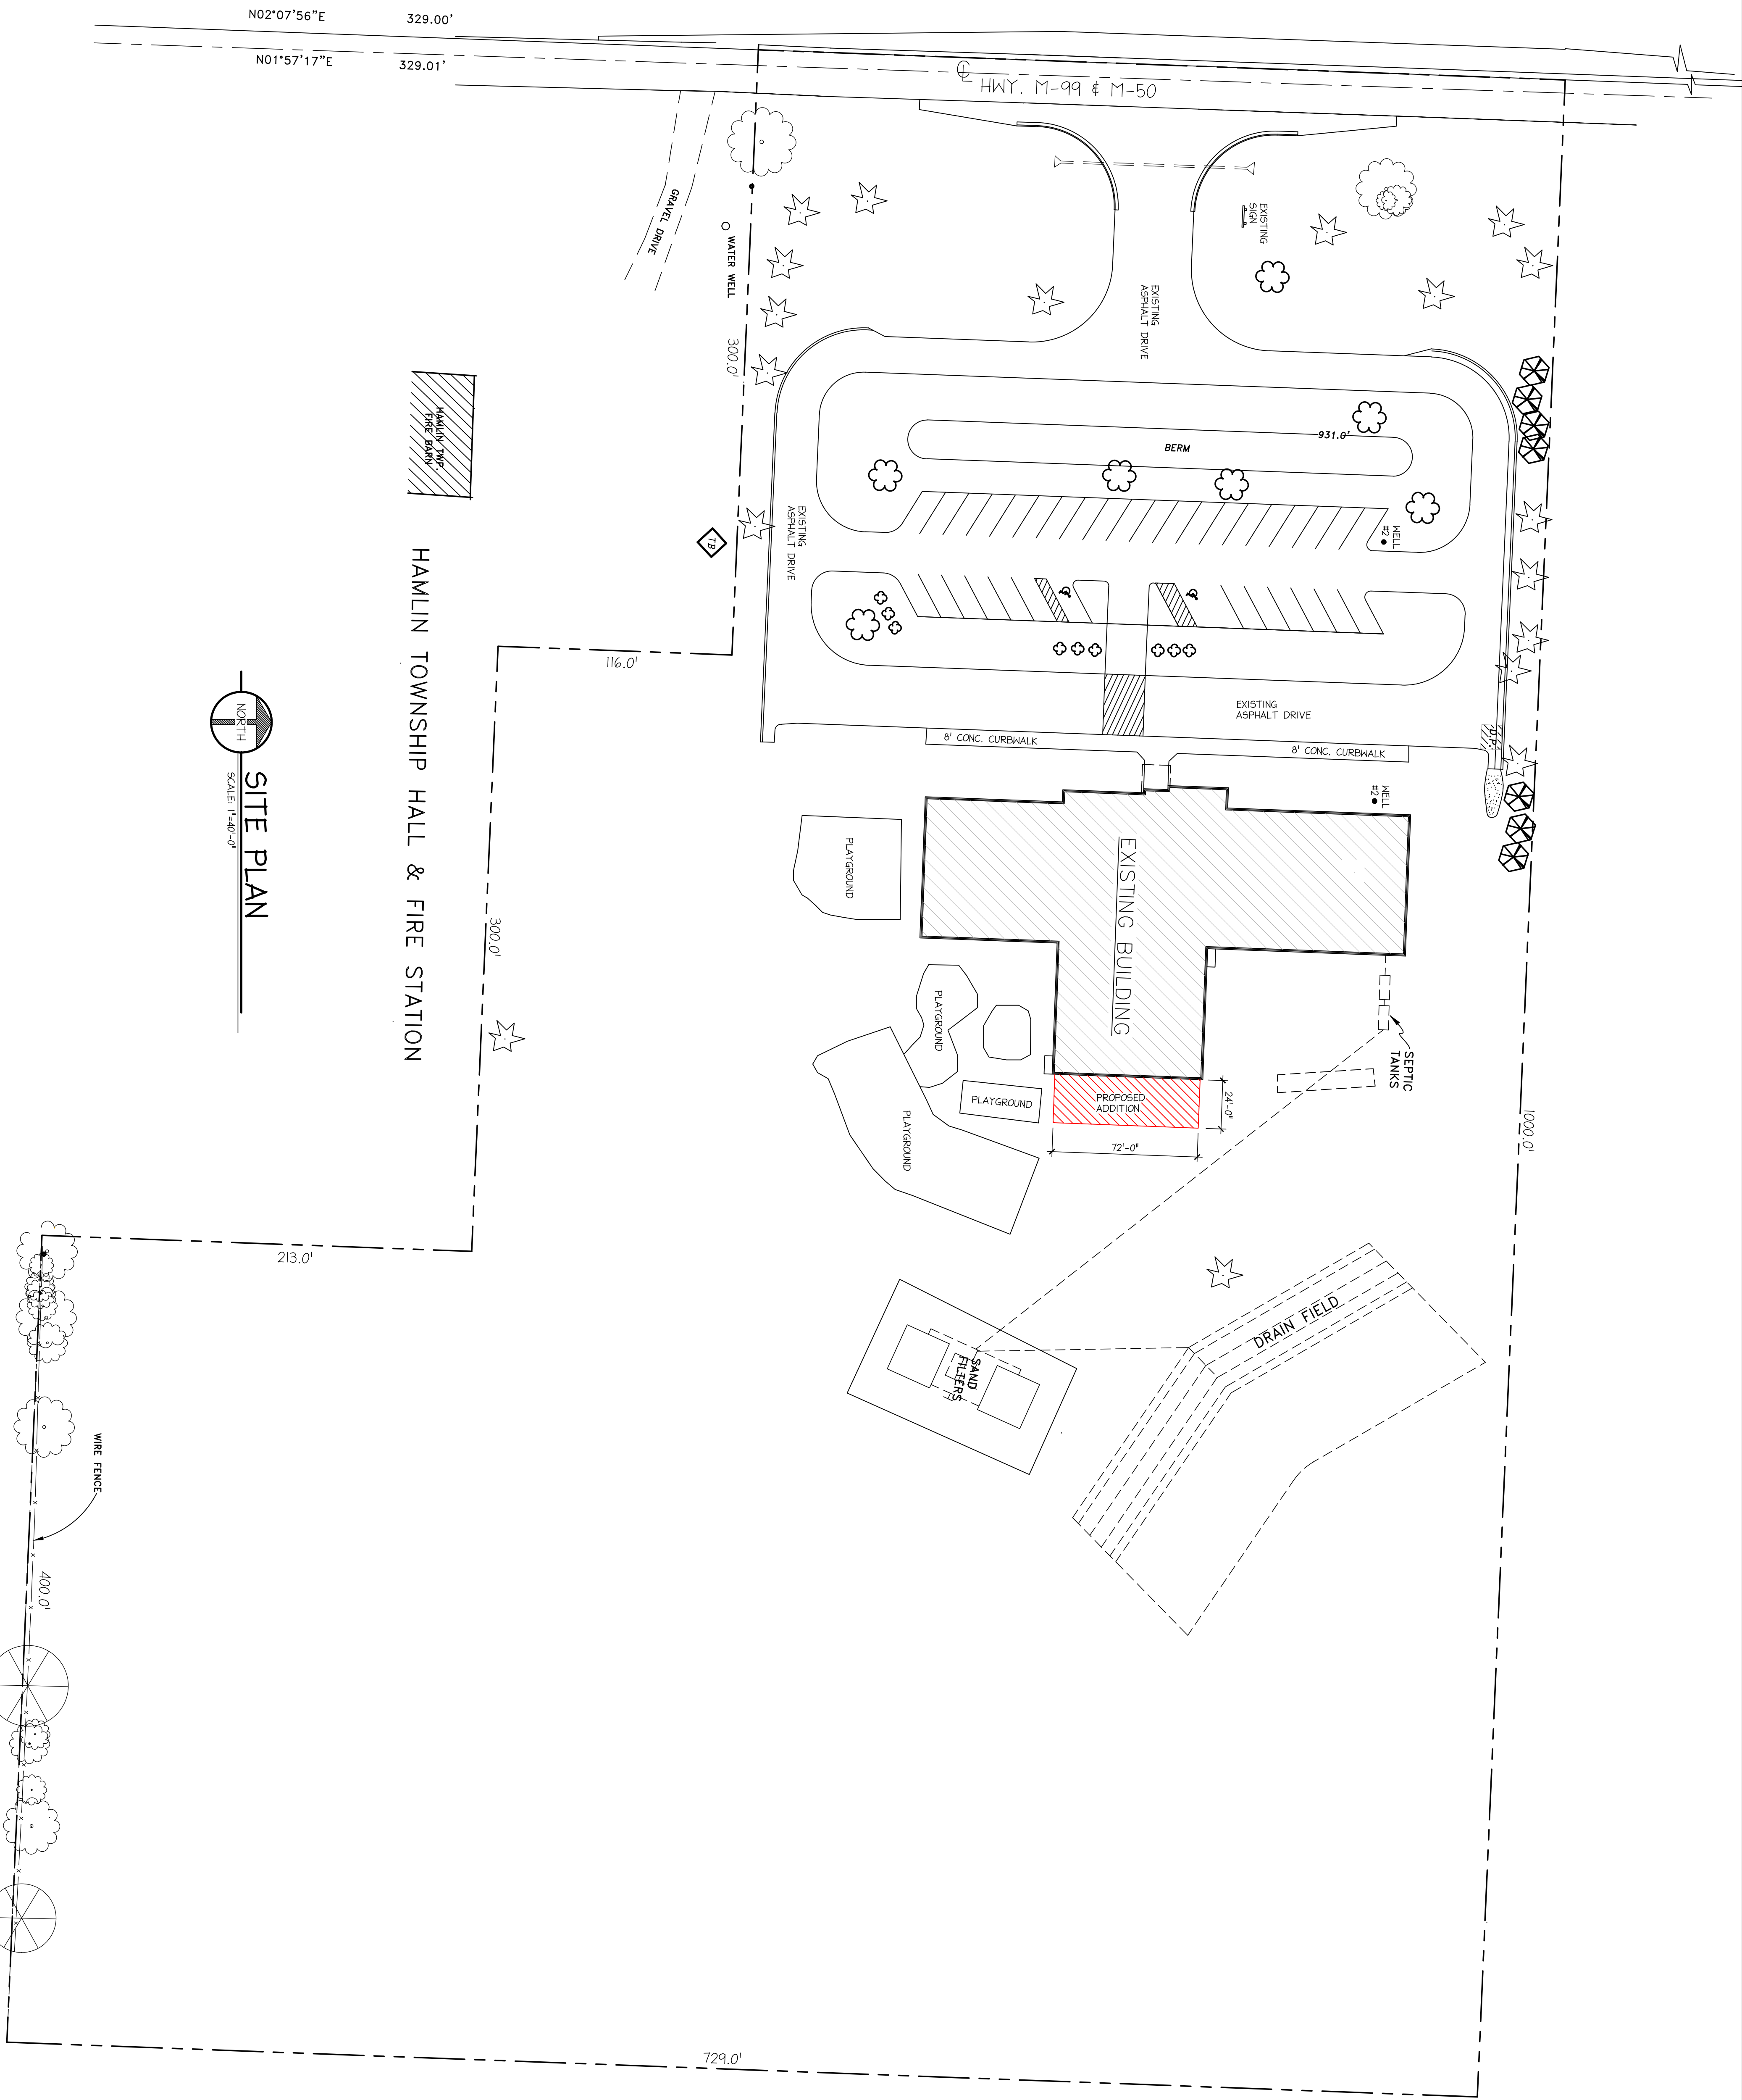 N02°07'56"E 329.00'
N01°57'17"E 329.01'
HWY. M-99 & M-50
GRAVEL DRIVE
WATER WELL
EXISTING
SIGN
EXISTING
ASPHALT DRIVE
300.0'
HAMLIN TWP.
FIRE BARN
931.0'
BERM
WELL
#2
EXISTING
ASPHALT DRIVE
TB
HAMLIN TOWNSHIP HALL & FIRE STATION
116.0'
EXISTING
ASPHALT DRIVE
D.P.
8' CONC. CURBWALK
8' CONC. CURBWALK
NORTH
SITE PLAN
SCALE: 1"=40'-0"
WELL
#2
PLAYGROUND
EXISTING BUILDING
300.0'
PLAYGROUND
SEPTIC
TANKS
PLAYGROUND
PROPOSED
ADDITION
24'-0"
72'-0"
PLAYGROUND
1000.0'
213.0'
DRAIN FIELD
SAND
FILTERS
WIRE FENCE
400.0'
729.0'